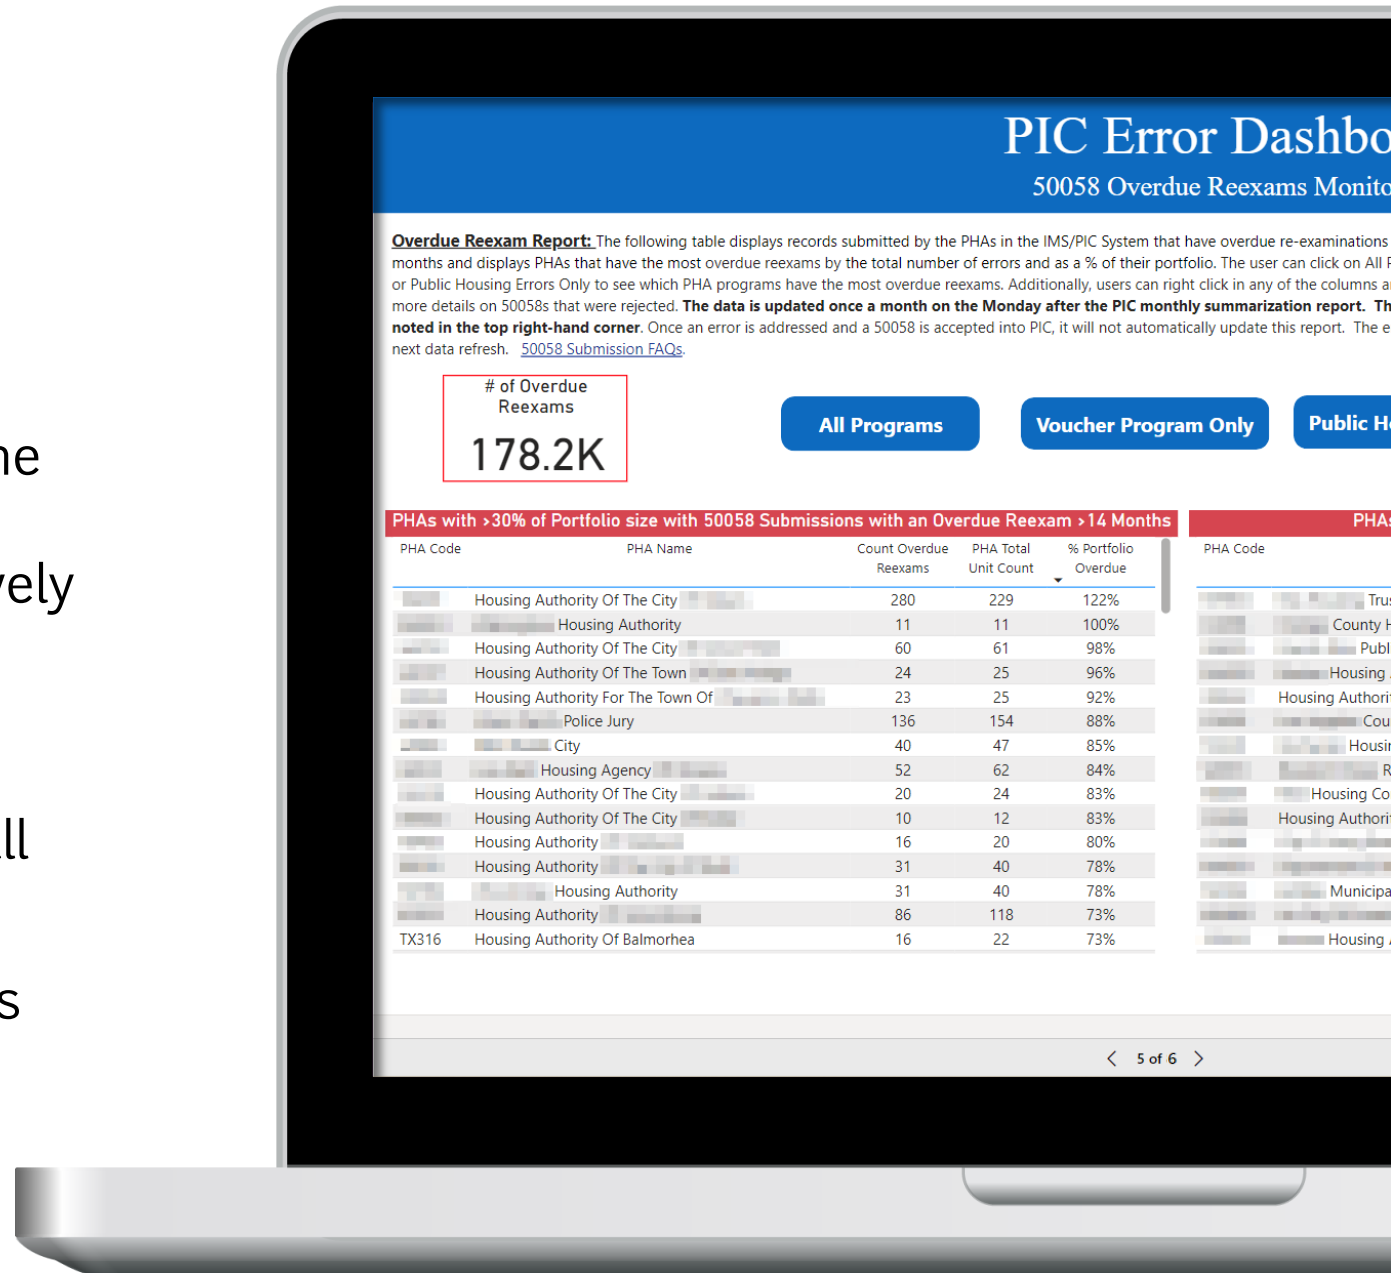 PIC Error
50058 Overdue Reexams
Overdue Reexam Report: The following table displays records submitted by the PHAs in the IMS/PIC System that have overdue re-examinations
months and displays PHAs that have the most overdue reexams by the total number of errors and as a % of their portfolio. The user can click on All
or Public Housing Errors Only to see which PHA programs have the most overdue reexams. Additionally, users can right click in any of the columns
more details on 50058s that were rejected. The data is updated once a month on the Monday after the PIC monthly summarization report.
noted in the top right-hand corner. Once an error is addressed and a 50058 is accepted into PIC, it will not automatically update this report. The
next data refresh. 50058 Submission FAQs.
# of Overdue
Reexams
178.2K
All Programs
Voucher Program Only
Public
PHAs with >30% of Portfolio size with 50058 Submissions with an Overdue Reexam >14 Months
PHA Code PHA Name Count Overdue Reexams PHA Total Unit Count % Portfolio Overdue
Housing Authority Of The City 280 229 122%
Housing Authority 11 11 100%
Housing Authority Of The City 60 61 98%
Housing Authority Of The Town 24 25 96%
Housing Authority For The Town Of 23 25 92%
Police Jury 136 154 88%
City 40 47 85%
Housing Agency 52 62 84%
Housing Authority Of The City 20 24 83%
Housing Authority Of The City 10 12 83%
Housing Authority 16 20 80%
Housing Authority 31 40 78%
Housing Authority 31 40 78%
Housing Authority 86 118 73%
TX316 Housing Authority Of Balmorhea 16 22 73%
PHA Code
County
Housing
Housing
Housing
Housing
Housing
5 of 6